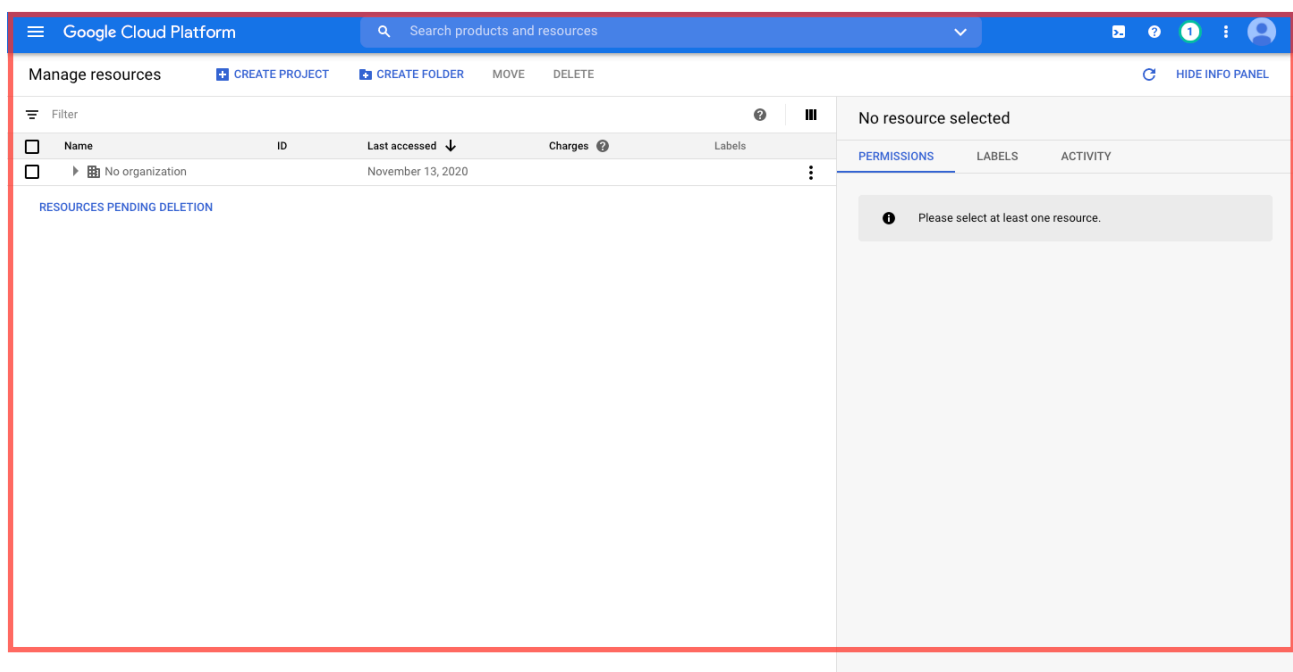 Google Cloud Platform Search products and resources 1
Manage resources CREATE PROJECT CREATE FOLDER MOVE DELETE HIDE INFO PANEL
Filter
Name ID Last accessed Charges Labels
No organization November 13, 2020
RESOURCES PENDING DELETION
No resource selected
PERMISSIONS LABELS ACTIVITY
Please select at least one resource.